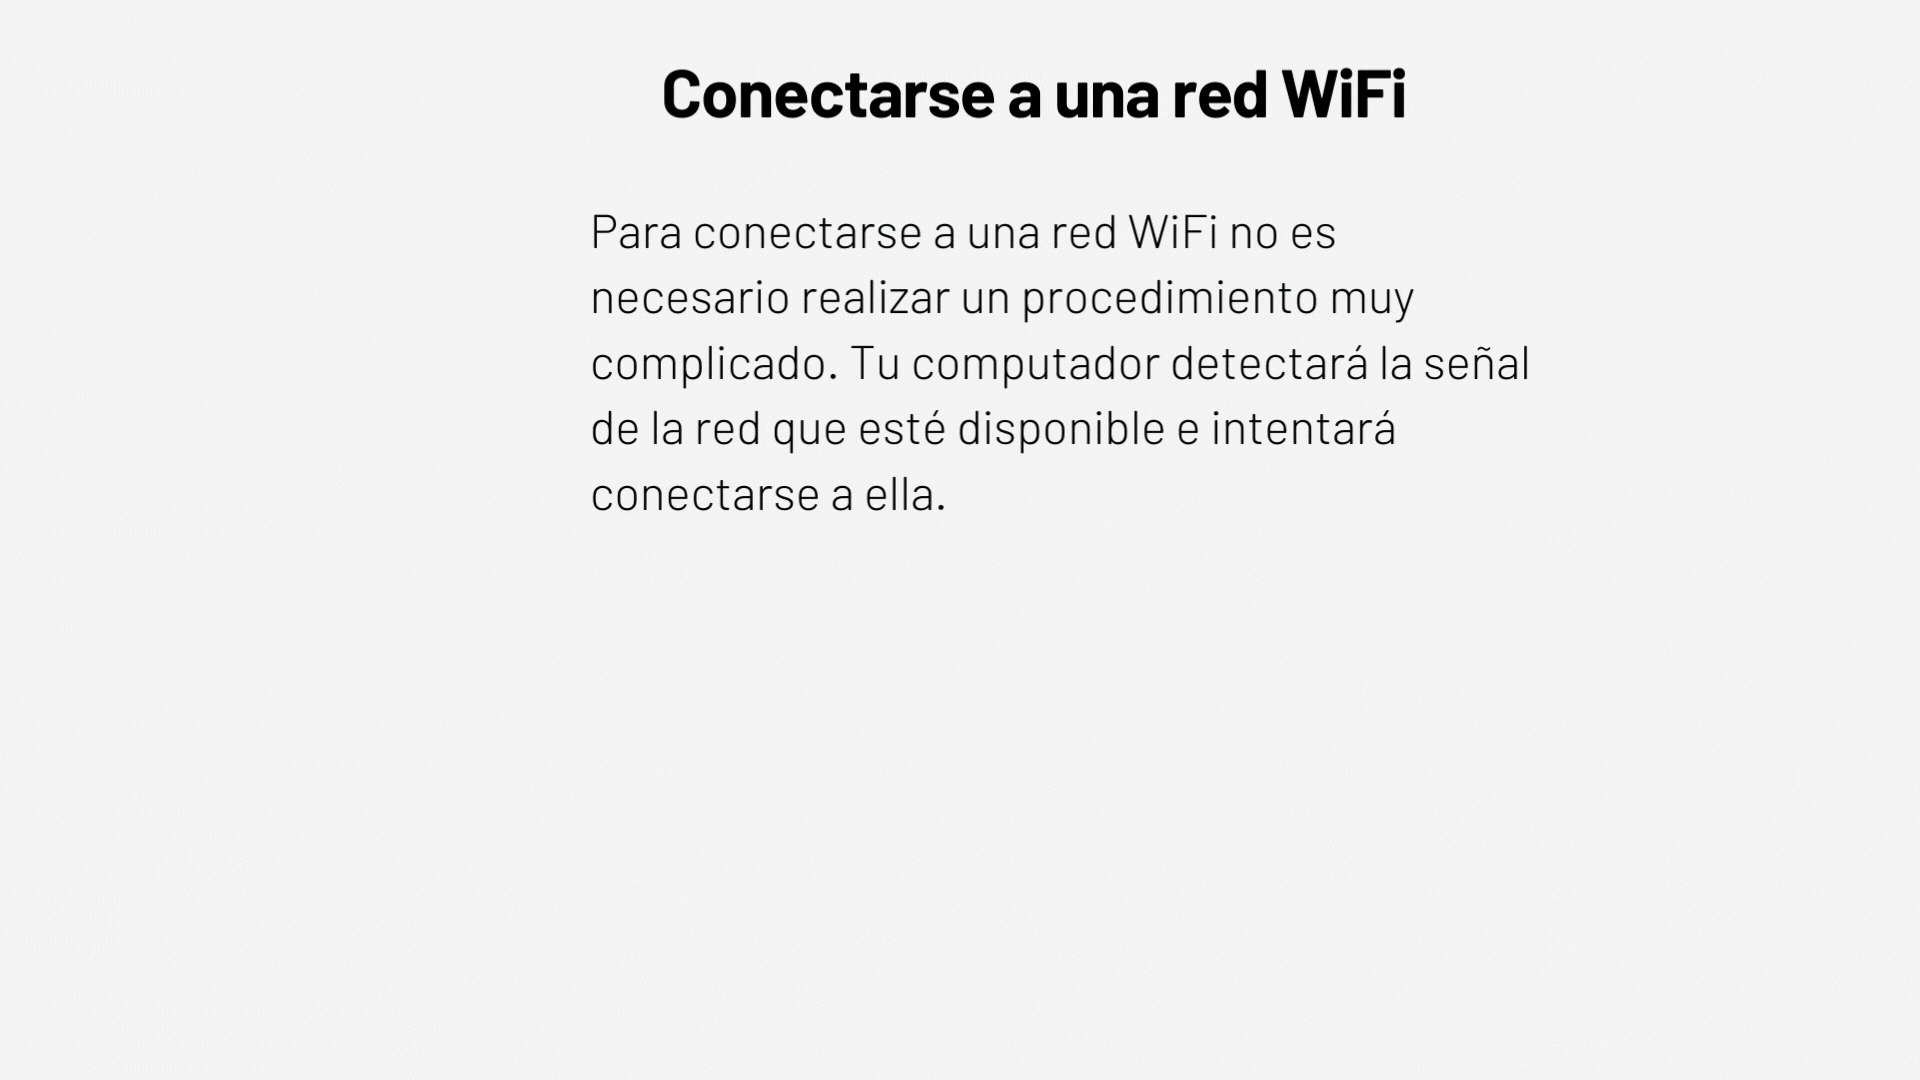 Conectarse a una red WiFi
Para conectarse a una red WiFi no es
necesario realizar un procedimiento muy
complicado. Tu computador detectará la señal
de la red que esté disponible e intentará
conectarse a ella.